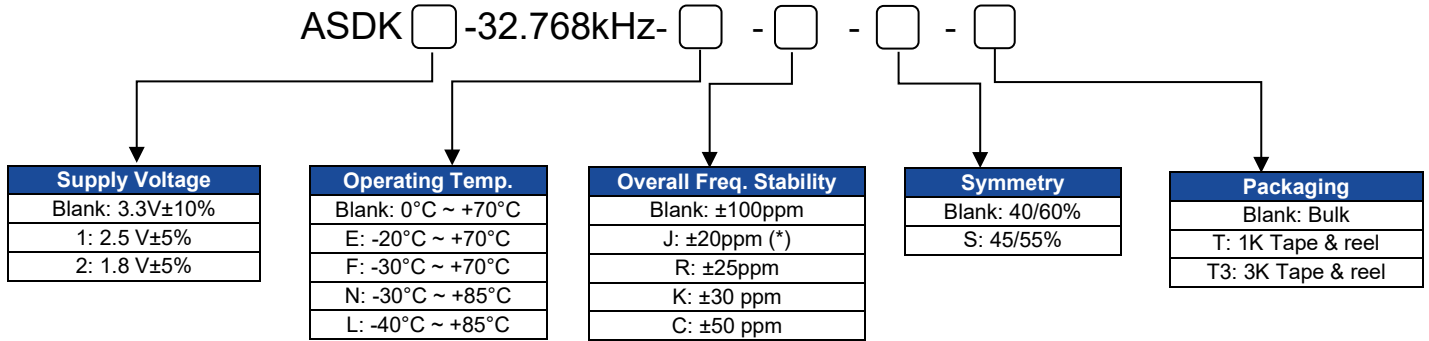 ASDK -32.768kHz- - - -
Supply Voltage
Blank: 3.3V±10%
1: 2.5 V±5%
2: 1.8 V±5%
Operating Temp.
Blank: 0°C ~ +70°C
E: -20°C ~ +70°C
F: -30°C ~ +70°C
N: -30°C ~ +85°C
L: -40°C ~ +85°C
Overall Freq. Stability
Blank: ±100ppm
J: ±20ppm (*)
R: ±25ppm
K: ±30 ppm
C: ±50 ppm
Symmetry
Blank: 40/60%
S: 45/55%
Packaging
Blank: Bulk
T: 1K Tape & reel
T3: 3K Tape & reel